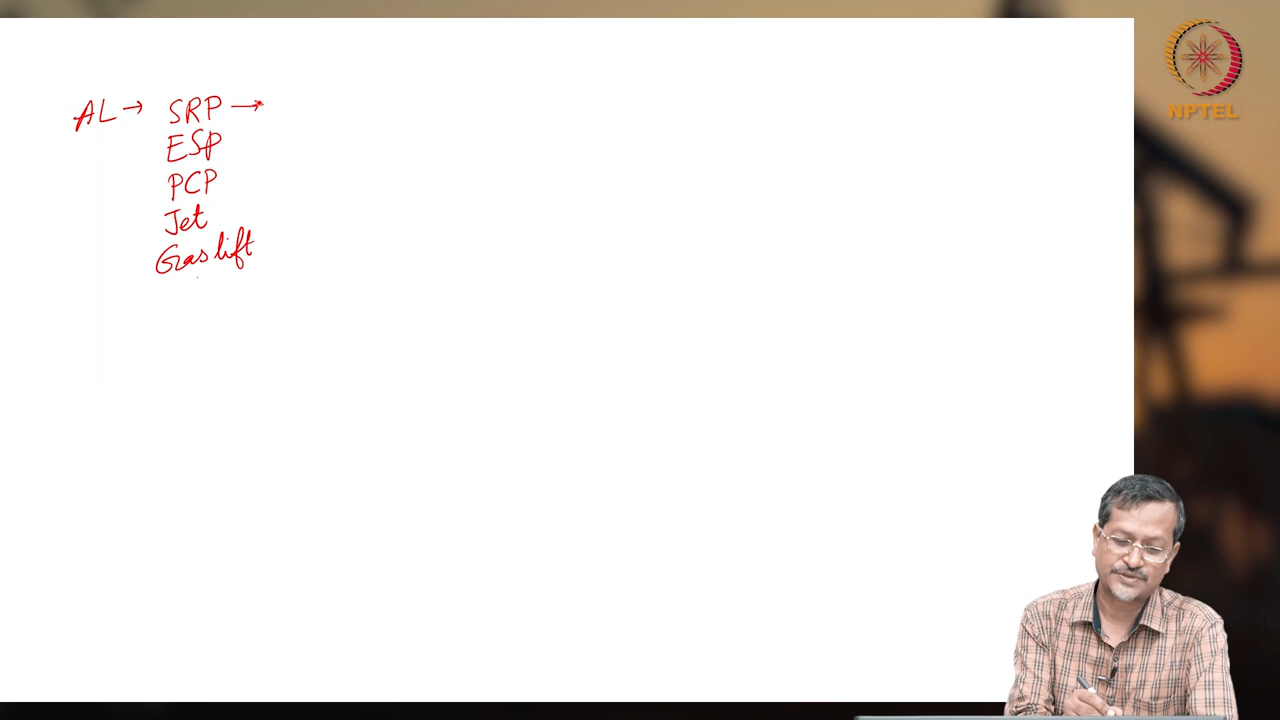 AL → SRP →
ESP
PCP
Jet
Gas lift
NPTEL